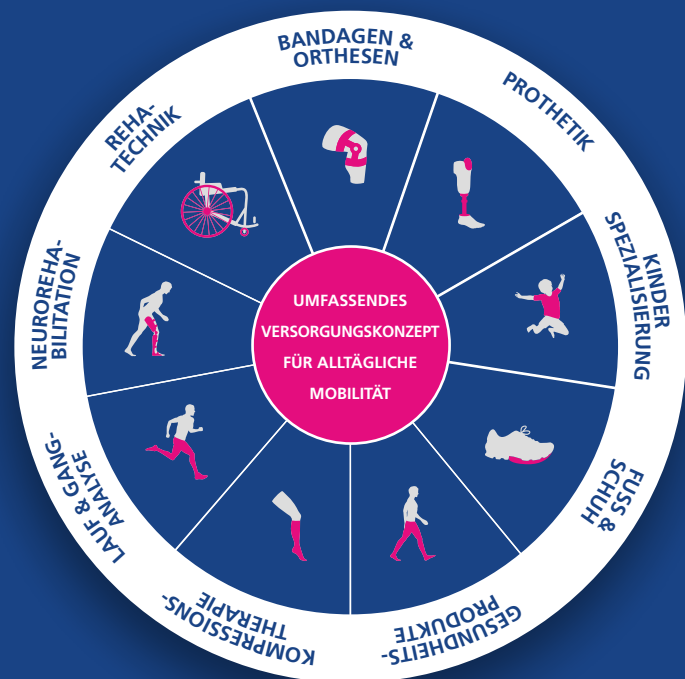 BANDAGEN &
ORTHESEN
PROTHETIK
KINDER
SPEZIALISIERUNG
FUSS &
SCHUH
GESUNDHEITS-
PRODUKTE
KOMPRESSIONS-
THERAPIE
LAUF & GANG-
ANALYSE
NEUROREHA-
BILITATION
REHA-
TECHNIK
UMFASSENDES
VERSORGUNGSKONZEPT
FÜR ALLTÄGLICHE
MOBILITÄT